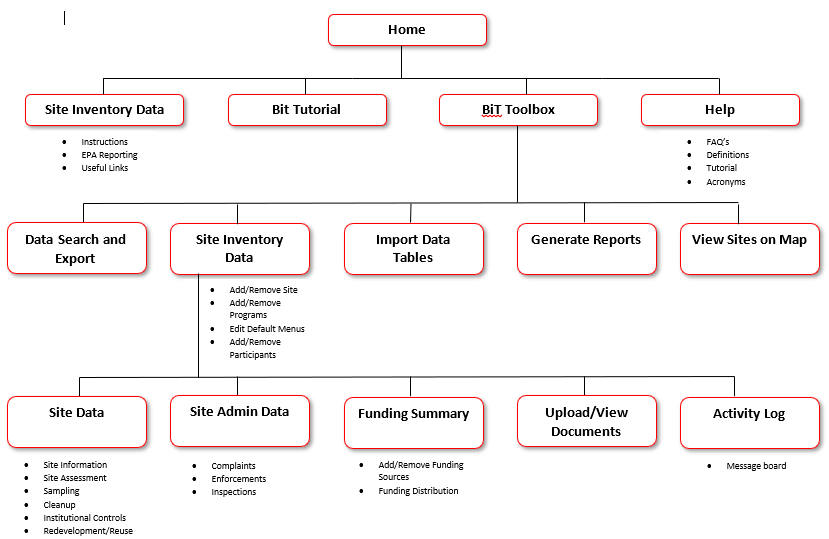 Home
Site Inventory Data
Bit Tutorial
BiT Toolbox
Help
• Instructions
• EPA Reporting
• Useful Links
• FAQ's
• Definitions
• Tutorial
• Acronyms
Data Search and
Export
Site Inventory
Data
Import Data
Tables
Generate Reports
View Sites on Map
• Add/Remove Site
• Add/Remove
Programs
• Edit Default Menus
• Add/Remove
Participants
Site Data
Site Admin Data
Funding Summary
Upload/View
Documents
Activity Log
• Site Information
• Site Assessment
• Sampling
• Cleanup
• Institutional Controls
• Redevelopment/Reuse
• Complaints
• Enforcements
• Inspections
• Add/Remove Funding
Sources
• Funding Distribution
• Message board